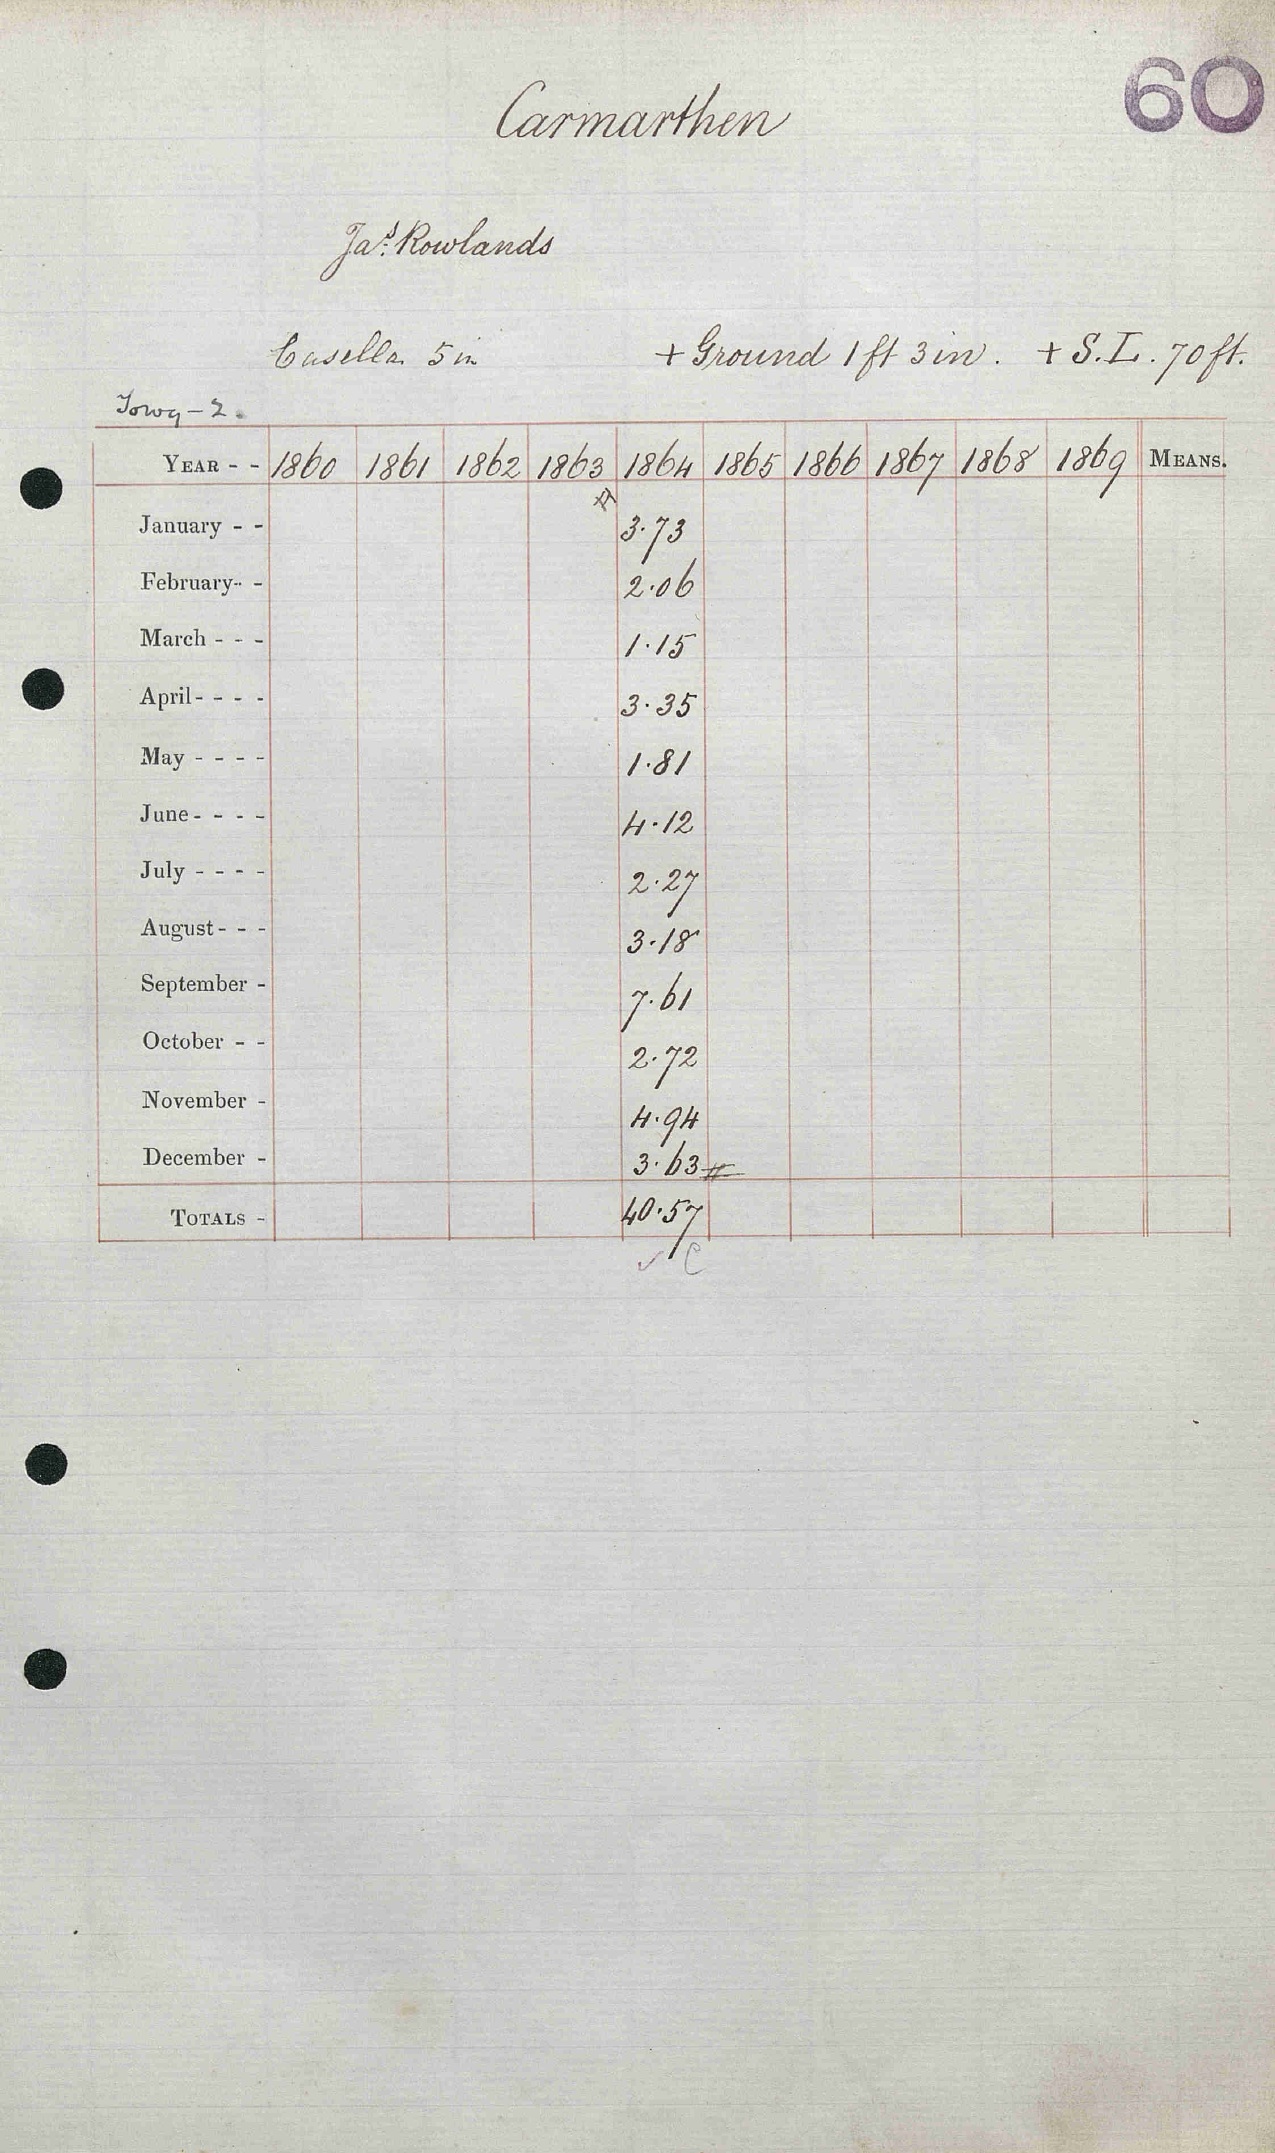 60
Carmarthen
Jas. Rowlands
Casella 5 in + Ground 1 ft 3 in. + S.L. 70 ft.
Towy - 2.
YEAR - - 1860 1861 1862 1863 1864 1865 1866 1867 1868 1869 MEANS.
January - - 3.73
February - - 2.06
March - - - 1.15
April - - - - 3.35
May - - - - 1.81
June - - - - 4.12
July - - - - 2.27
August - - - 3.18
September - 7.61
October - - 2.72
November - 4.94
December - 3.63
TOTALS - 40.57
✓ C